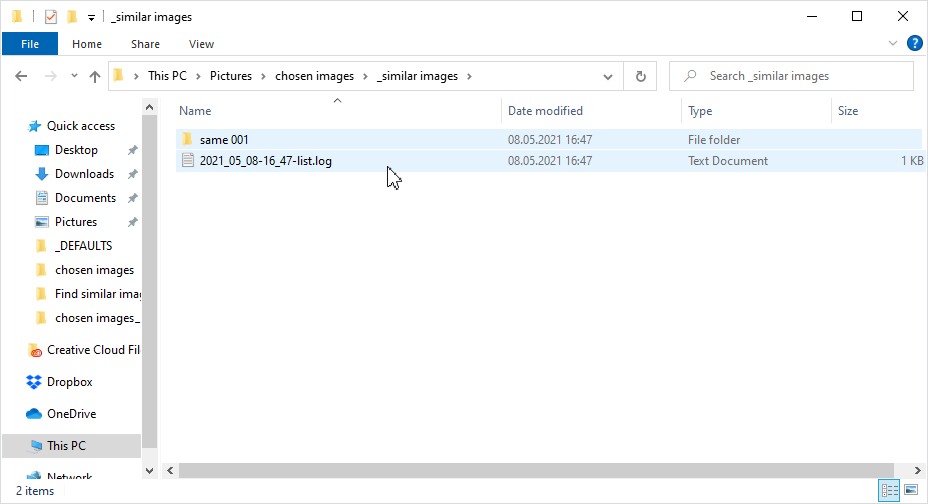 _similar images
File Home Share View
This PC Pictures chosen images _similar images Search _similar images
Name Date modified Type Size
Quick access
Desktop
Downloads
Documents
Pictures
_DEFAULTS
chosen images
Find similar ima
chosen images_
Creative Cloud Fil
Dropbox
OneDrive
This PC
Network
same 001 08.05.2021 16:47 File folder
2021_05_08-16_47-list.log 08.05.2021 16:47 Text Document 1 KB
2 items